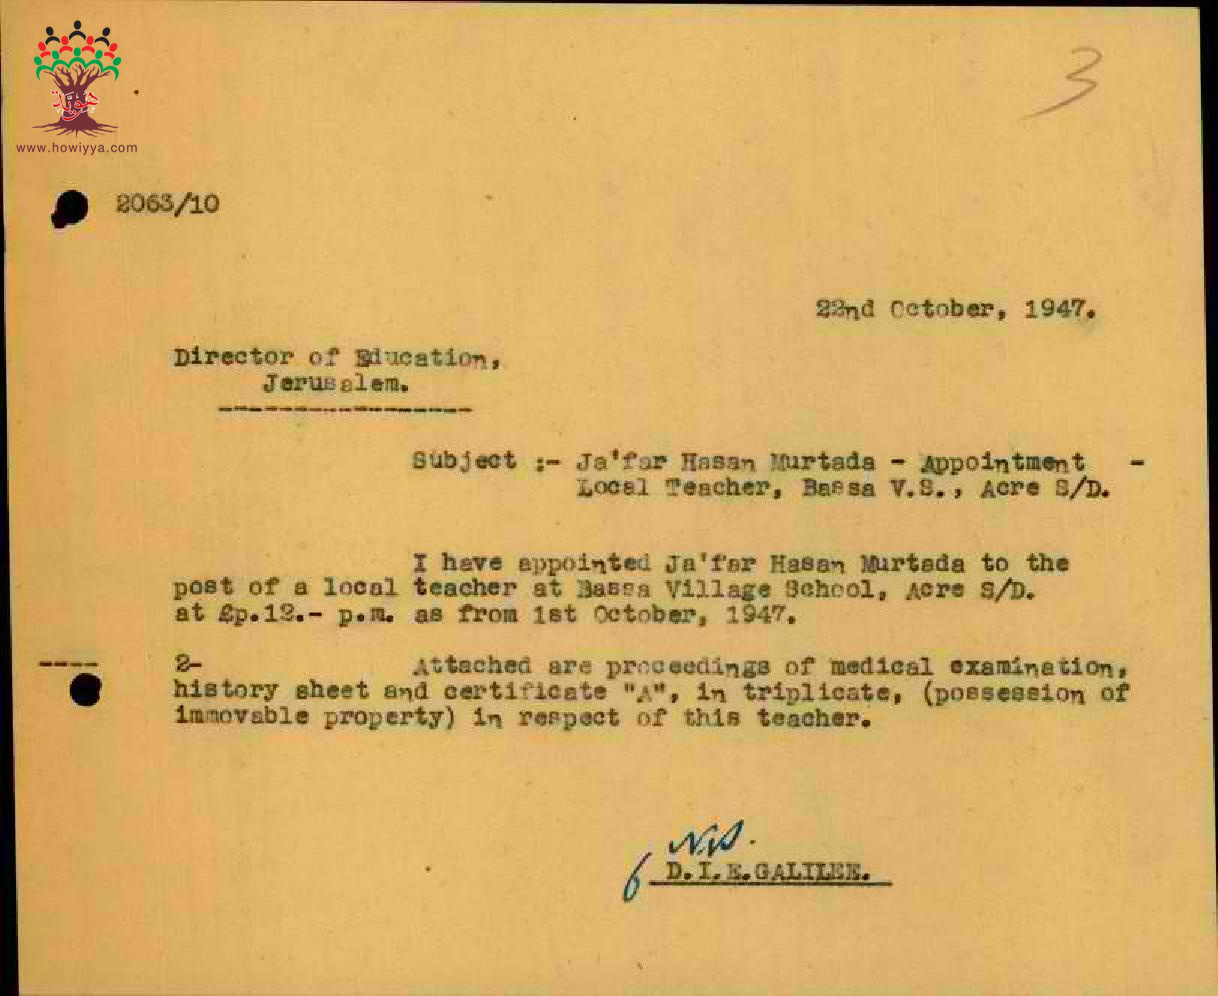 3
هوية
www.howiyya.com
2063/10
22nd October, 1947.
Director of Education,
Jerusalem.
Subject :- Ja'far Hasan Murtada - Appointment -
Local Teacher, Bassa V.S., Acre S/D.
I have appointed Ja'far Hasan Murtada to the
post of a local teacher at Bassa Village School, Acre S/D.
at £p.12.- p.m. as from 1st October, 1947.
2- Attached are proceedings of medical examination,
history sheet and certificate "A", in triplicate, (possession of
immovable property) in respect of this teacher.
D.I.E.GALILEE.